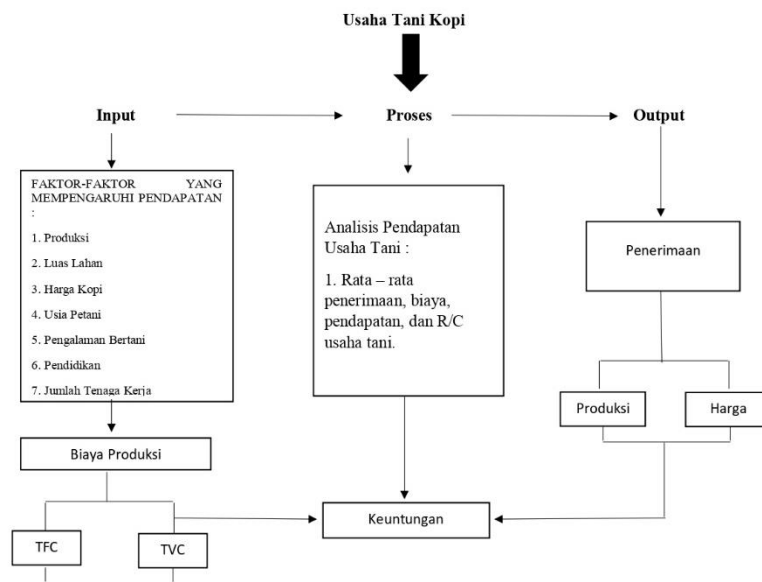 Usaha Tani Kopi
Input
Proses
Output
FAKTOR-FAKTOR YANG
MEMPENGARUHI PENDAPATAN
:
1. Produksi
2. Luas Lahan
3. Harga Kopi
4. Usia Petani
5. Pengalaman Bertani
6. Pendidikan
7. Jumlah Tenaga Kerja
Analisis Pendapatan
Usaha Tani :
1. Rata – rata
penerimaan, biaya,
pendapatan, dan R/C
usaha tani.
Penerimaan
Produksi
Harga
Biaya Produksi
Keuntungan
TFC
TVC